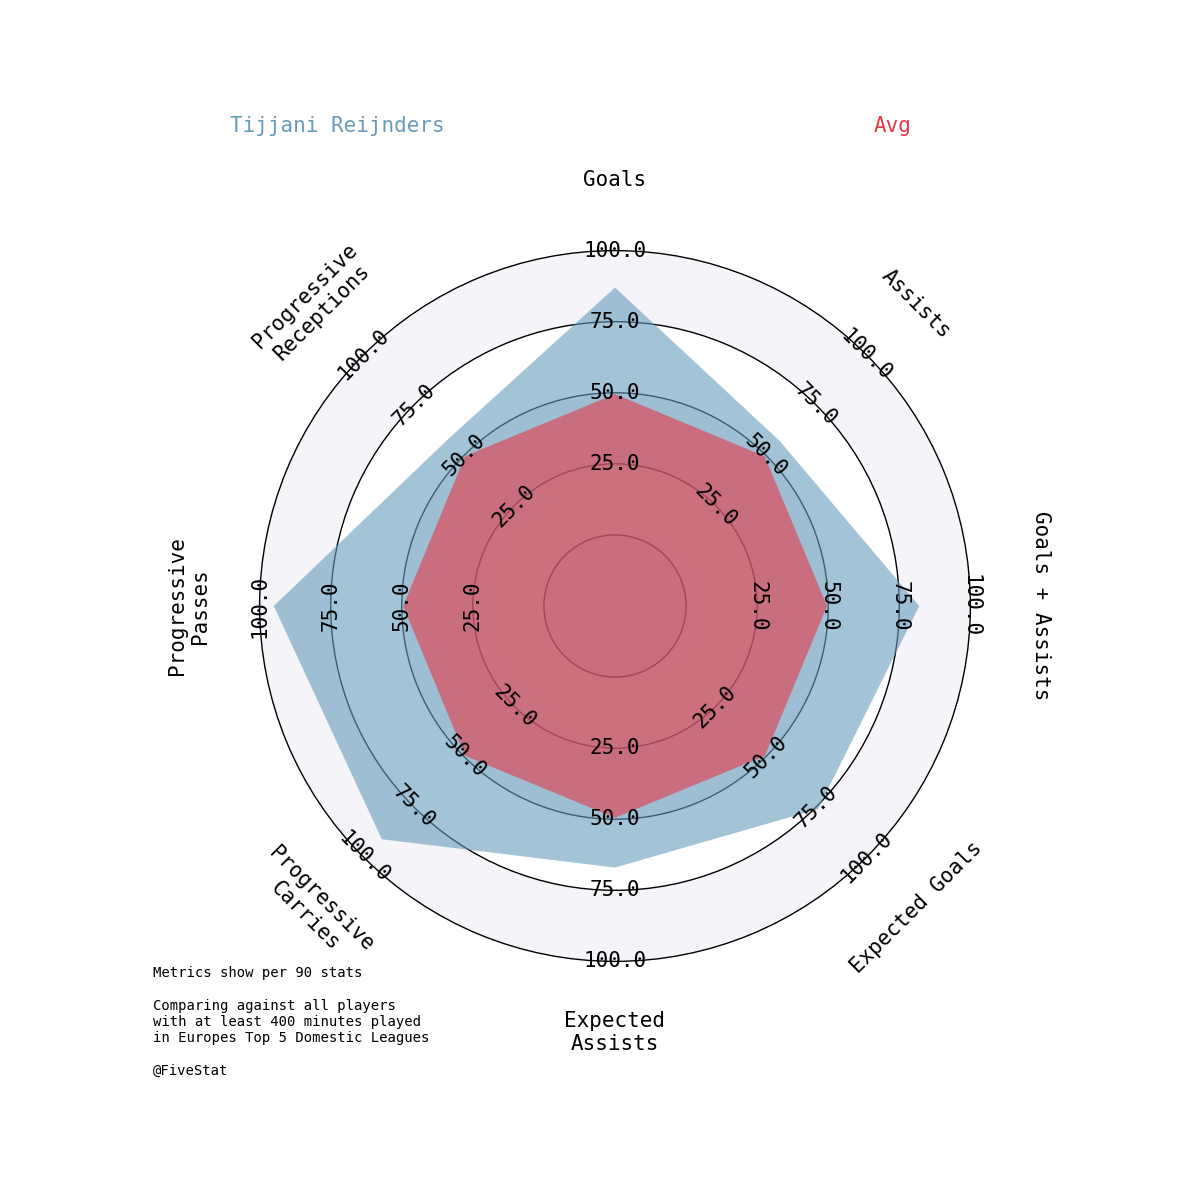 Tijjani Reijnders
Avg
Goals
Progressive
Receptions
Assists
100.0
100.0
100.0
75.0
75.0
75.0
50.0
50.0
50.0
25.0
25.0
25.0
Progressive
Passes
100.0
75.0
50.0
25.0
25.0
50.0
75.0
100.0
Goals + Assists
25.0
25.0
25.0
50.0
50.0
50.0
75.0
75.0
75.0
100.0
100.0
100.0
Progressive
Carries
Expected Goals
Expected
Assists
Metrics show per 90 stats
Comparing against all players
with at least 400 minutes played
in Europes Top 5 Domestic Leagues
@FiveStat